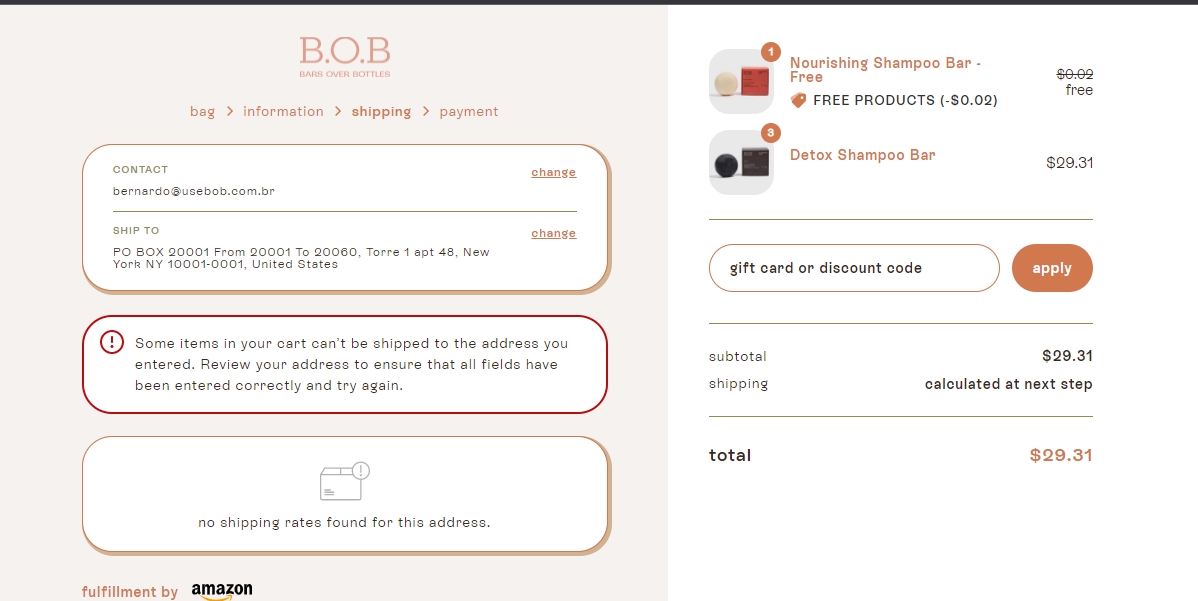 B.O.B
BARS OVER BOTTLES
bag > information > shipping > payment
CONTACT
change
bernardo@usebob.com.br
SHIP TO
change
PO BOX 20001 From 20001 To 20060, Torre 1 apt 48, New
York NY 10001-0001, United States
Some items in your cart can't be shipped to the address you
entered. Review your address to ensure that all fields have
been entered correctly and try again.
no shipping rates found for this address.
fulfillment by amazon
1
Nourishing Shampoo Bar -
Free
$0.02
free
FREE PRODUCTS (-$0.02)
3
Detox Shampoo Bar
$29.31
gift card or discount code
apply
subtotal $29.31
shipping calculated at next step
total $29.31